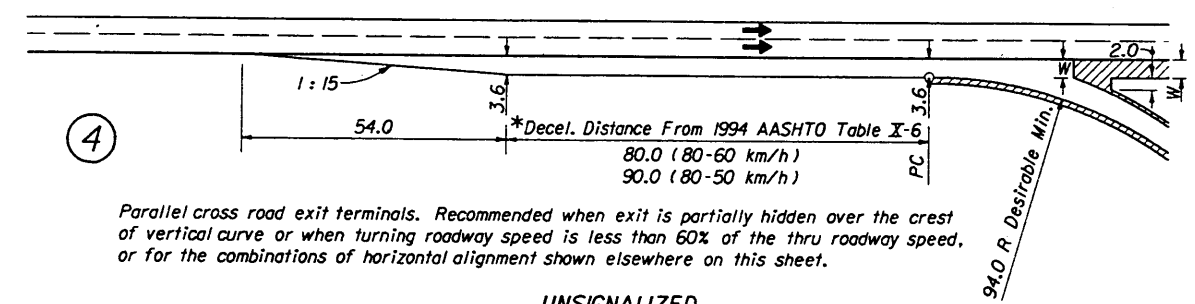 2.0
W
W
1:15
3.6
3.6
54.0
*Decel. Distance From 1994 AASHTO Table X-6
80.0 (80-60 km/h)
90.0 (80-50 km/h)
PC
94.0 R Desirable Min.
4
Parallel cross road exit terminals. Recommended when exit is partially hidden over the crest
of vertical curve or when turning roadway speed is less than 60% of the thru roadway speed,
or for the combinations of horizontal alignment shown elsewhere on this sheet.
UNSIGNALIZED